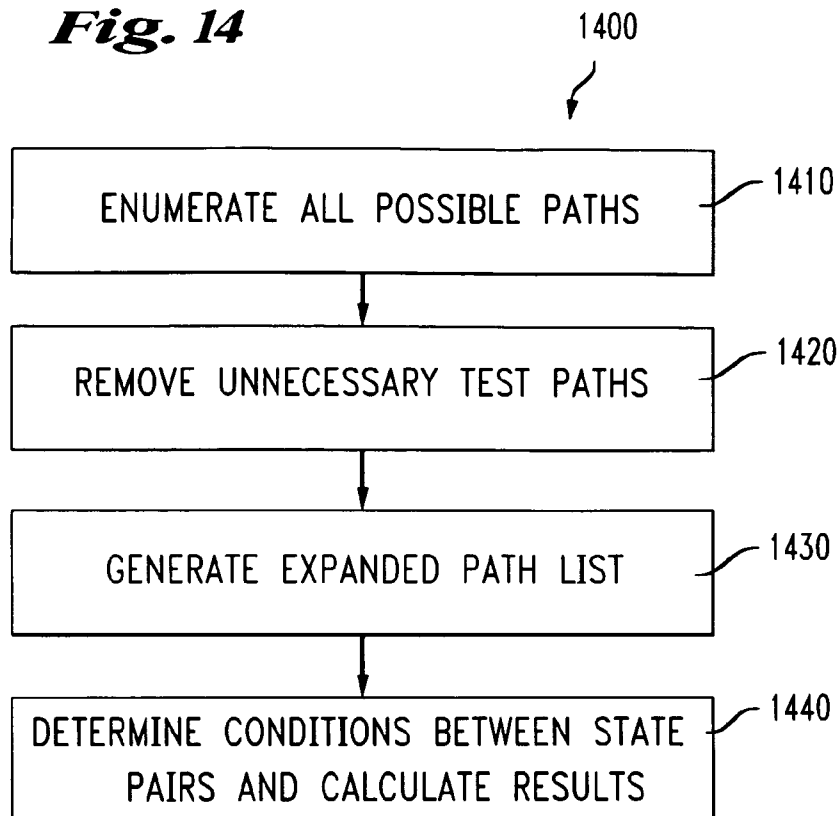 Fig. 14
1400
ENUMERATE ALL POSSIBLE PATHS
1410
REMOVE UNNECESSARY TEST PATHS
1420
GENERATE EXPANDED PATH LIST
1430
DETERMINE CONDITIONS BETWEEN STATE
PAIRS AND CALCULATE RESULTS
1440